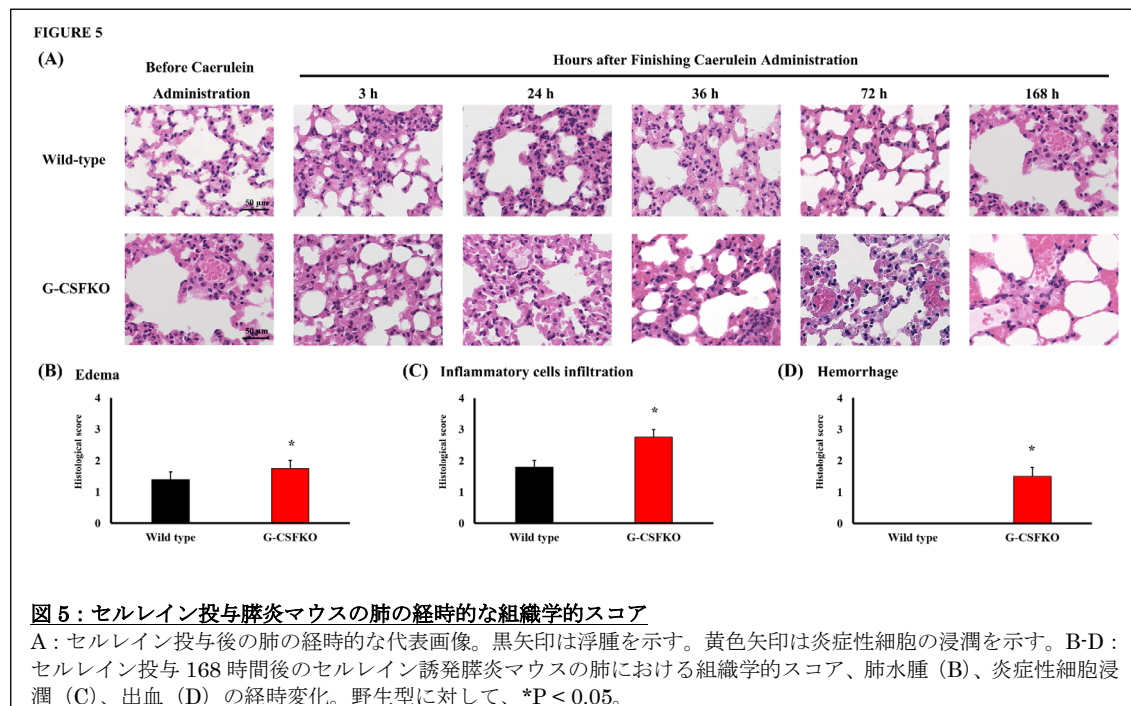 FIGURE 5
(A)
Before Caerulein
Administration
Hours after Finishing Caerulein Administration
3 h 24 h 36 h 72 h 168 h
Wild-type
50 μm
G-CSFKO
50 μm
(B) Edema
Histological score
4
3
2
1
0
*
Wild type G-CSFKO
(C) Inflammatory cells infiltration
Histological score
4
3
2
1
0
*
Wild type G-CSFKO
(D) Hemorrhage
Histological score
4
3
2
1
0
*
Wild type G-CSFKO
図 5：セルレイン投与膵炎マウスの肺の経時的な組織学的スコア
A：セルレイン投与後の肺の経時的な代表画像。黒矢印は浮腫を示す。黄色矢印は炎症性細胞の浸潤を示す。B-D：
セルレイン投与 168 時間後のセルレイン誘発膵炎マウスの肺における組織学的スコア、肺水腫（B）、炎症性細胞浸
潤（C）、出血（D）の経時変化。野生型に対して、*P < 0.05。